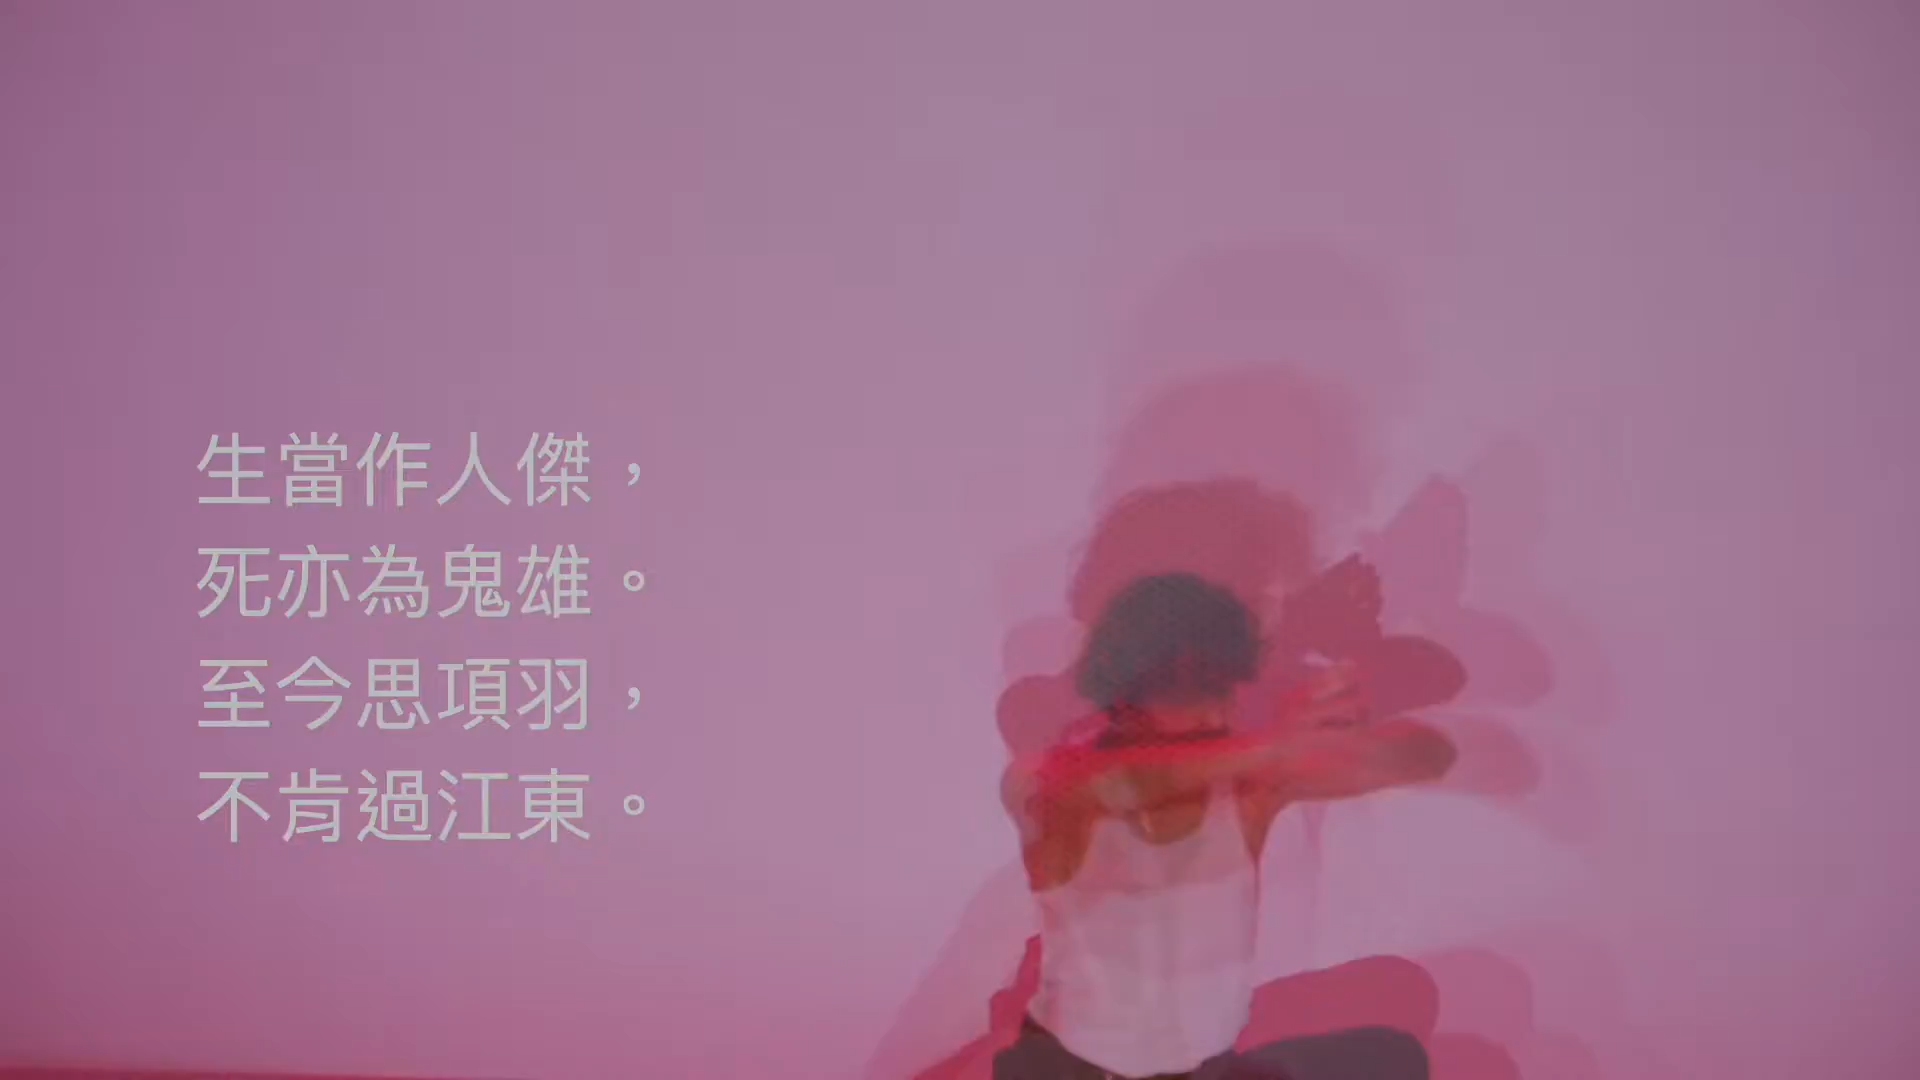 生當作人傑，
死亦為鬼雄。
至今思項羽，
不肯過江東。